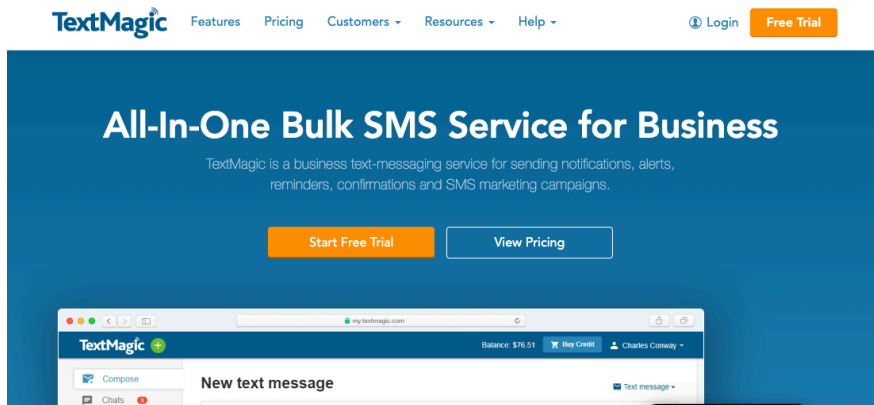 TextMagic Features Pricing Customers Resources Help Login Free Trial
All-In-One Bulk SMS Service for Business
TextMagic is a business text-messaging service for sending notifications, alerts,
reminders, confirmations and SMS marketing campaigns.
Start Free Trial View Pricing
my.textmagic.com
TextMagic Balance: $76.51 Buy Credit Charles Conway
Compose
New text message
Text message
Chats 3